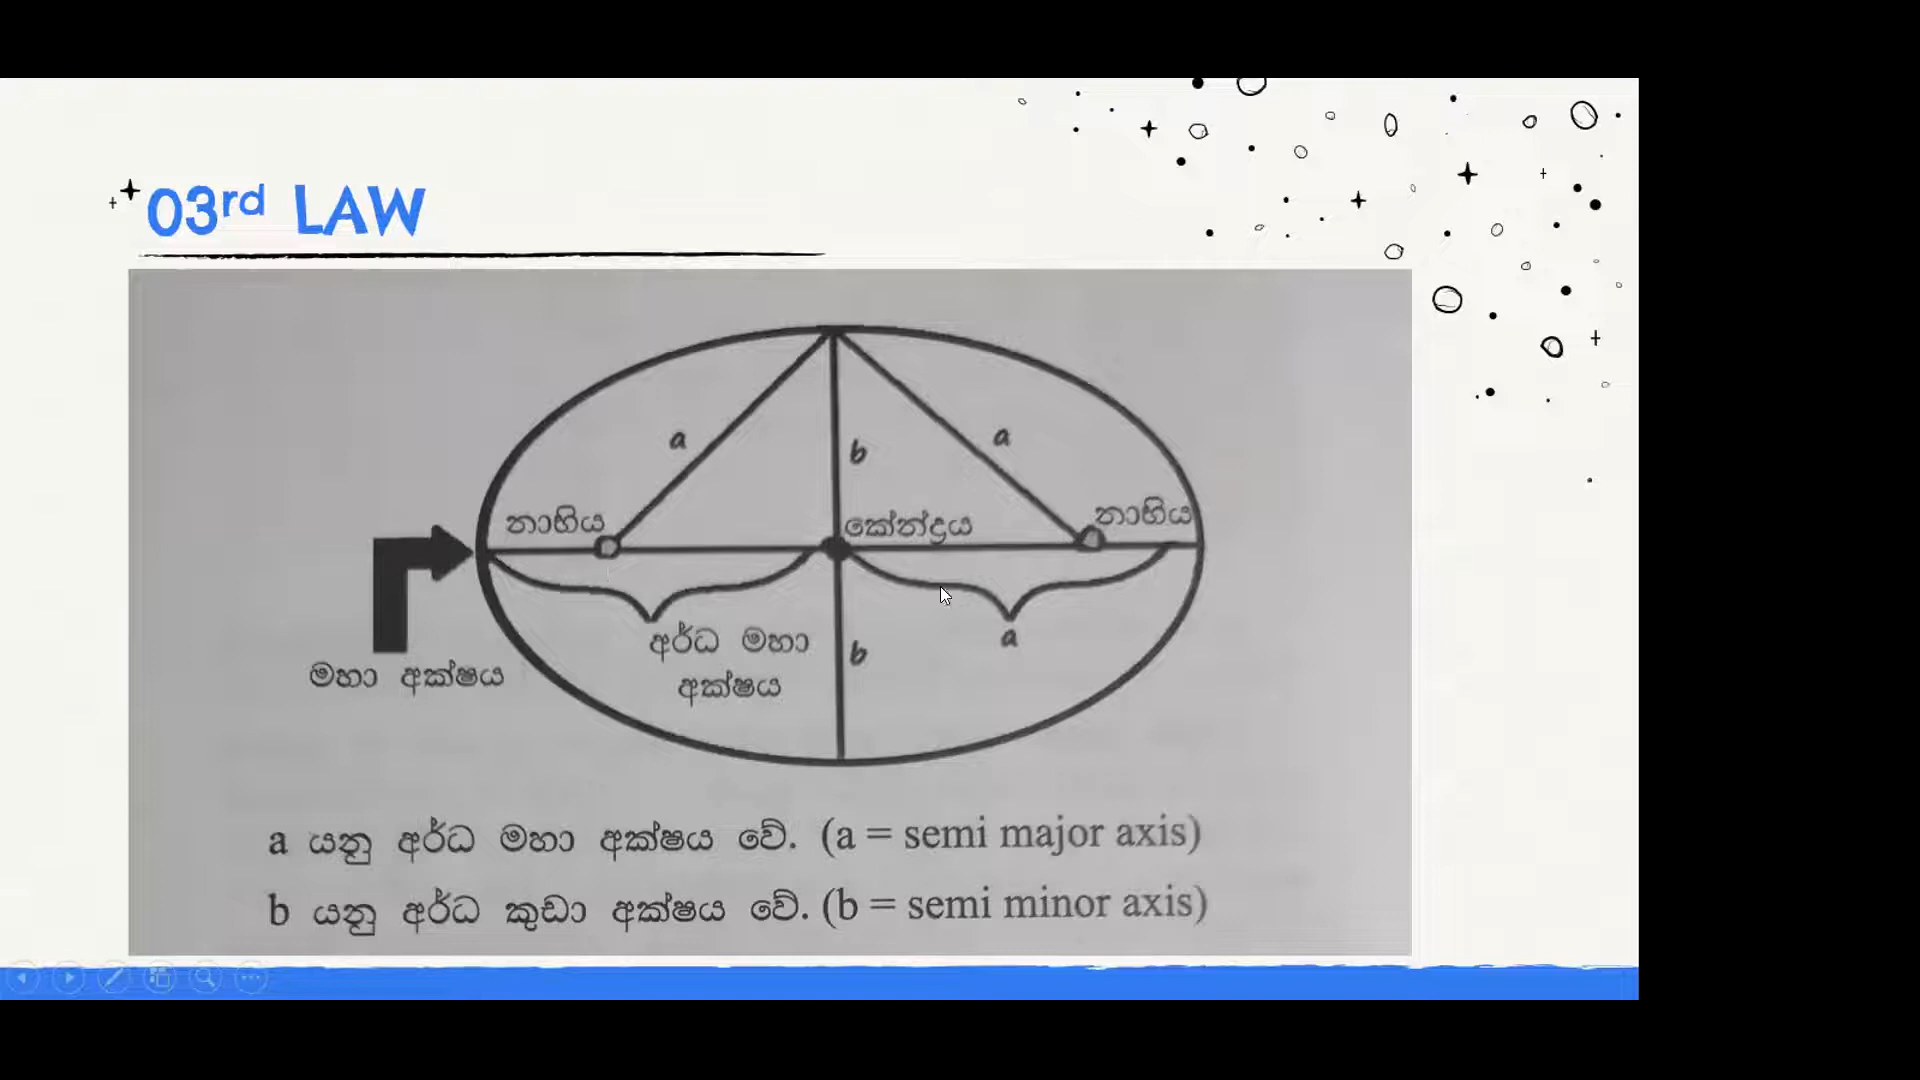 03rd LAW
a
a
b
නාභිය
කේන්ද්‍රය
නාභිය
අර්ධ මහා
අක්ෂය
a
b
මහා අක්ෂය
a යනු අර්ධ මහා අක්ෂය වේ. (a = semi major axis)
b යනු අර්ධ කුඩා අක්ෂය වේ. (b = semi minor axis)